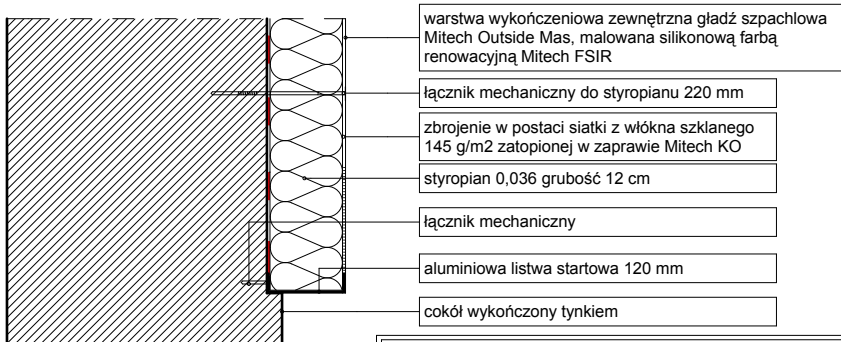 warstwa wykończeniowa zewnętrzna gładź szpachlowa
Mitech Outside Mas, malowana silikonową farbą
renowacyjną Mitech FSIR
łącznik mechaniczny do styropianu 220 mm
zbrojenie w postaci siatki z włókna szklanego
145 g/m2 zatopionej w zaprawie Mitech KO
styropian 0,036 grubość 12 cm
łącznik mechaniczny
aluminiowa listwa startowa 120 mm
cokół wykończony tynkiem